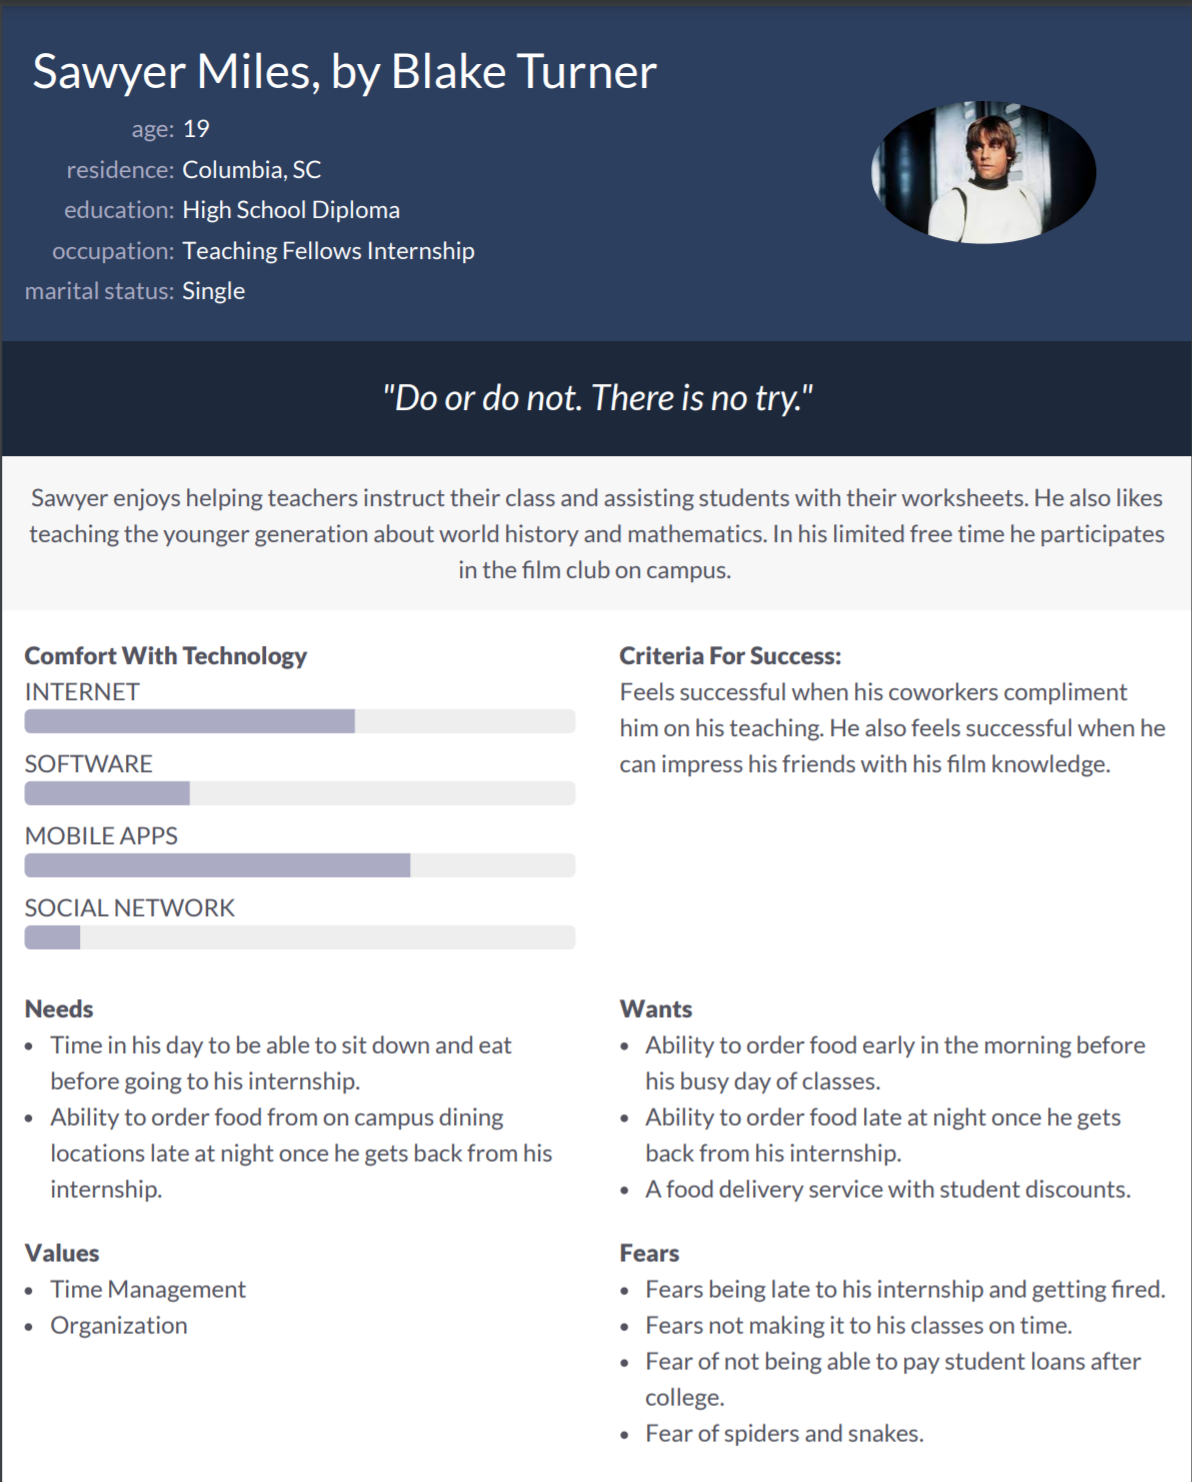 Sawyer Miles, by Blake Turner
age: 19
residence: Columbia, SC
education: High School Diploma
occupation: Teaching Fellows Internship
marital status: Single
"Do or do not. There is no try."
Sawyer enjoys helping teachers instruct their class and assisting students with their worksheets. He also likes
teaching the younger generation about world history and mathematics. In his limited free time he participates
in the film club on campus.
Comfort With Technology
INTERNET
SOFTWARE
MOBILE APPS
SOCIAL NETWORK
Criteria For Success:
Feels successful when his coworkers compliment
him on his teaching. He also feels successful when he
can impress his friends with his film knowledge.
Needs
• Time in his day to be able to sit down and eat
before going to his internship.
• Ability to order food from on campus dining
locations late at night once he gets back from his
internship.
Wants
• Ability to order food early in the morning before
his busy day of classes.
• Ability to order food late at night once he gets
back from his internship.
• A food delivery service with student discounts.
Values
• Time Management
• Organization
Fears
• Fears being late to his internship and getting fired.
• Fears not making it to his classes on time.
• Fear of not being able to pay student loans after
college.
• Fear of spiders and snakes.